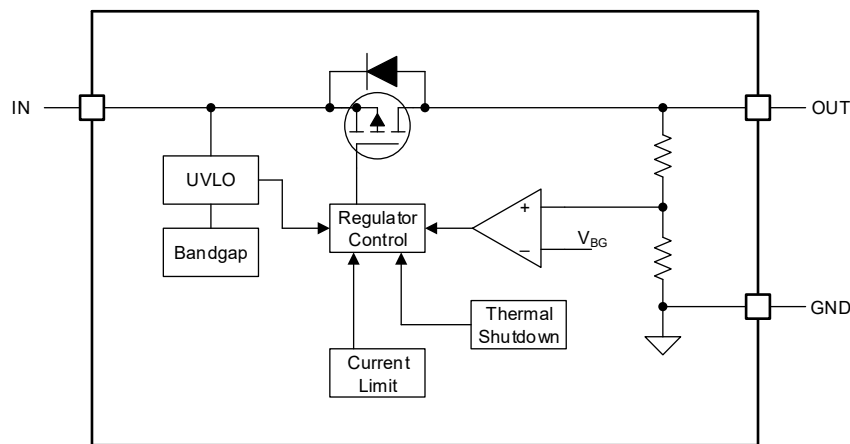 IN
OUT
UVLO
Bandgap
Regulator
Control
+
−
V_BG
GND
Thermal
Shutdown
Current
Limit